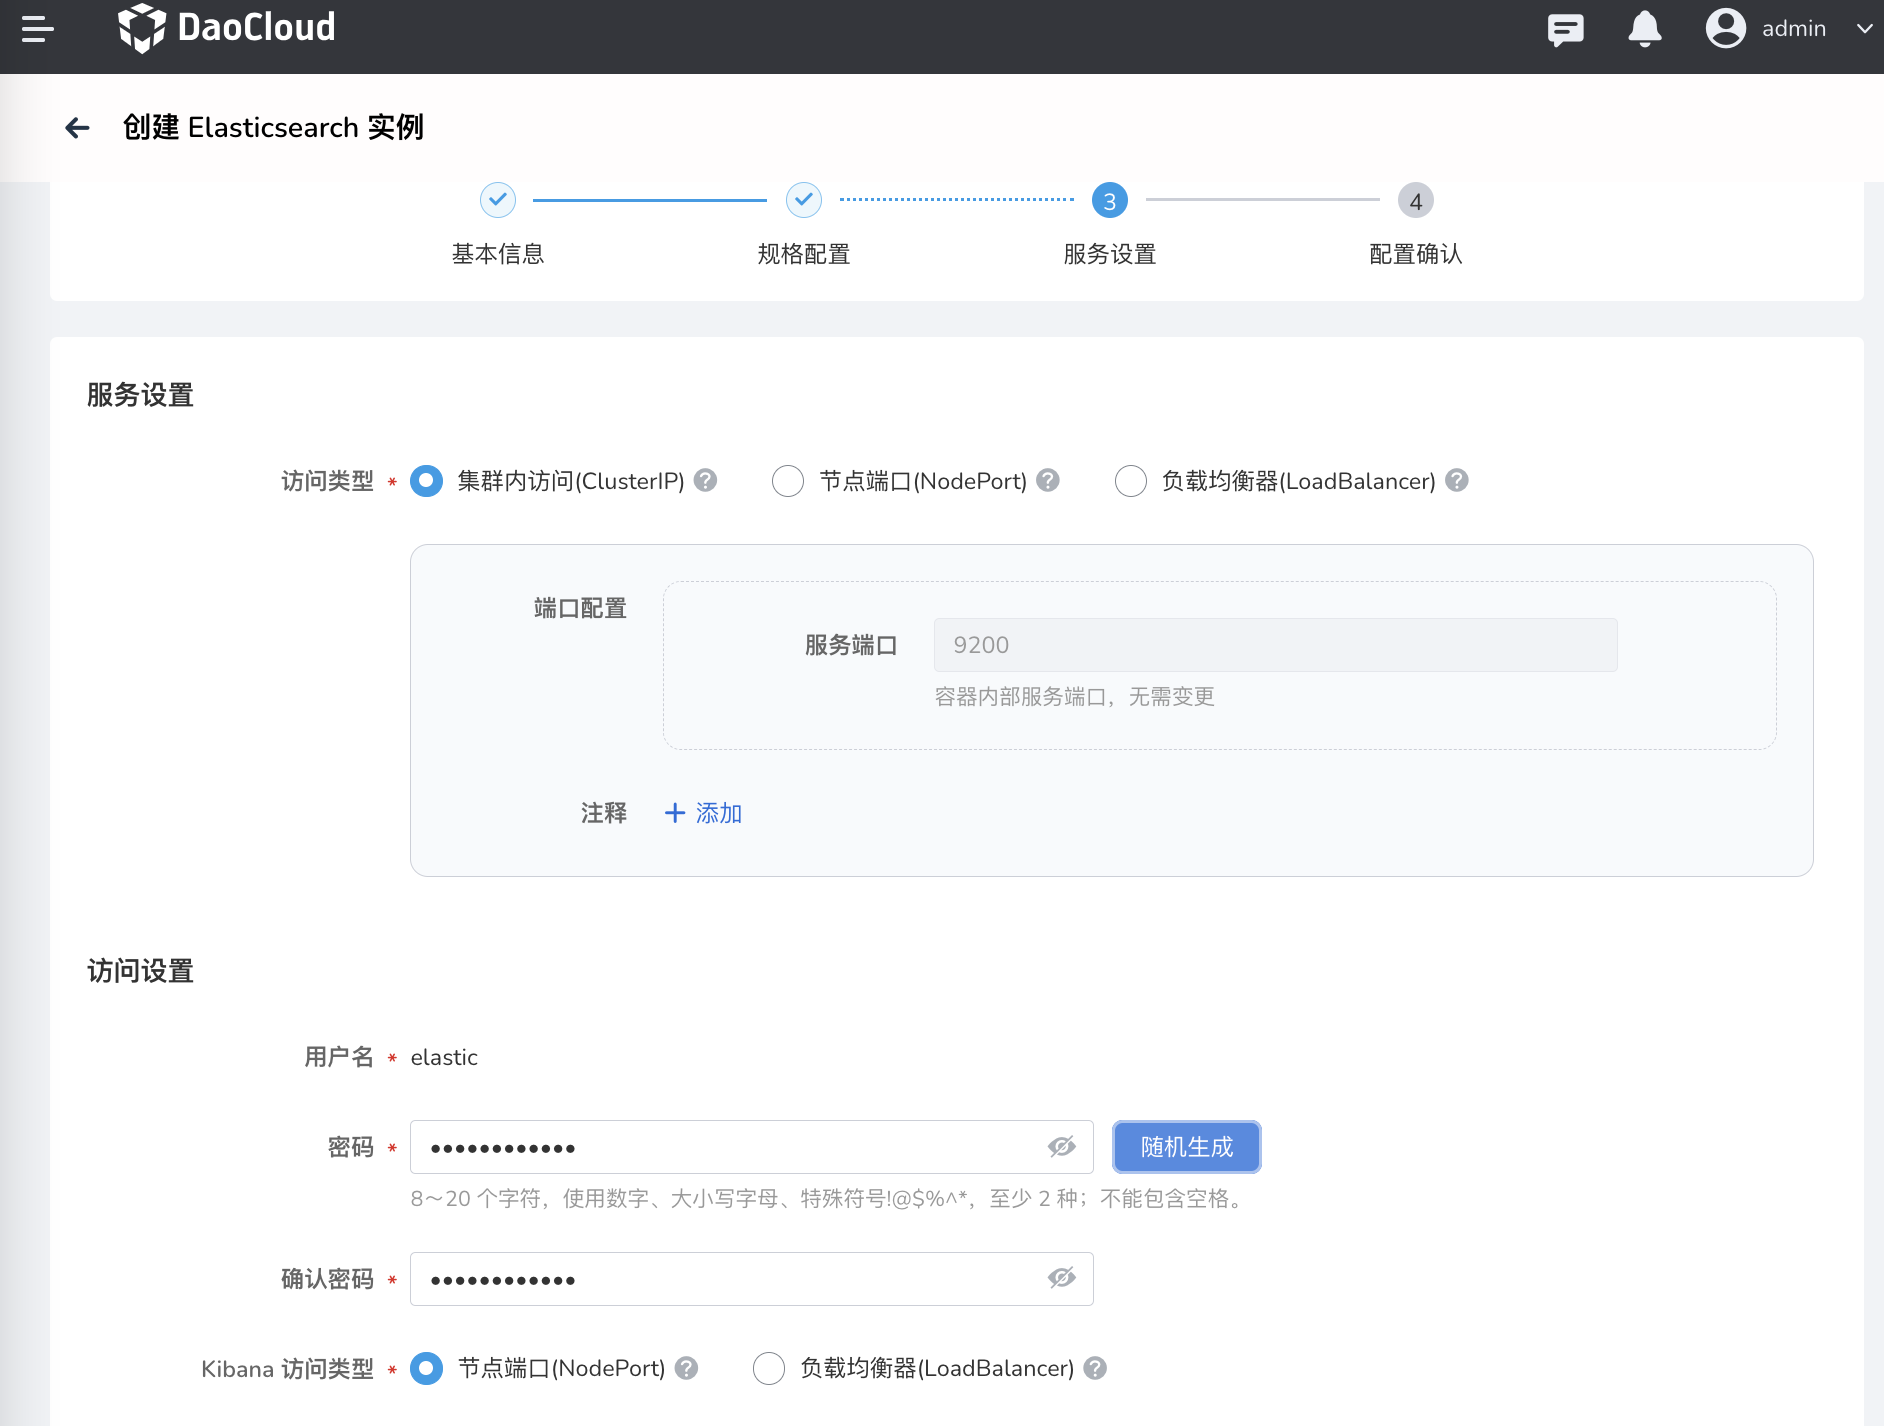 DaoCloud
admin
创建 Elasticsearch 实例
3
4
基本信息
规格配置
服务设置
配置确认
服务设置
访问类型 * 集群内访问(ClusterIP) ? 节点端口(NodePort) ? 负载均衡器(LoadBalancer) ?
端口配置
服务端口 9200
容器内部服务端口，无需变更
注释 + 添加
访问设置
用户名 * elastic
密码 * •••••••••••• 随机生成
8～20 个字符，使用数字、大小写字母、特殊符号!@$%^*，至少 2 种；不能包含空格。
确认密码 * ••••••••••••
Kibana 访问类型 * 节点端口(NodePort) ? 负载均衡器(LoadBalancer) ?